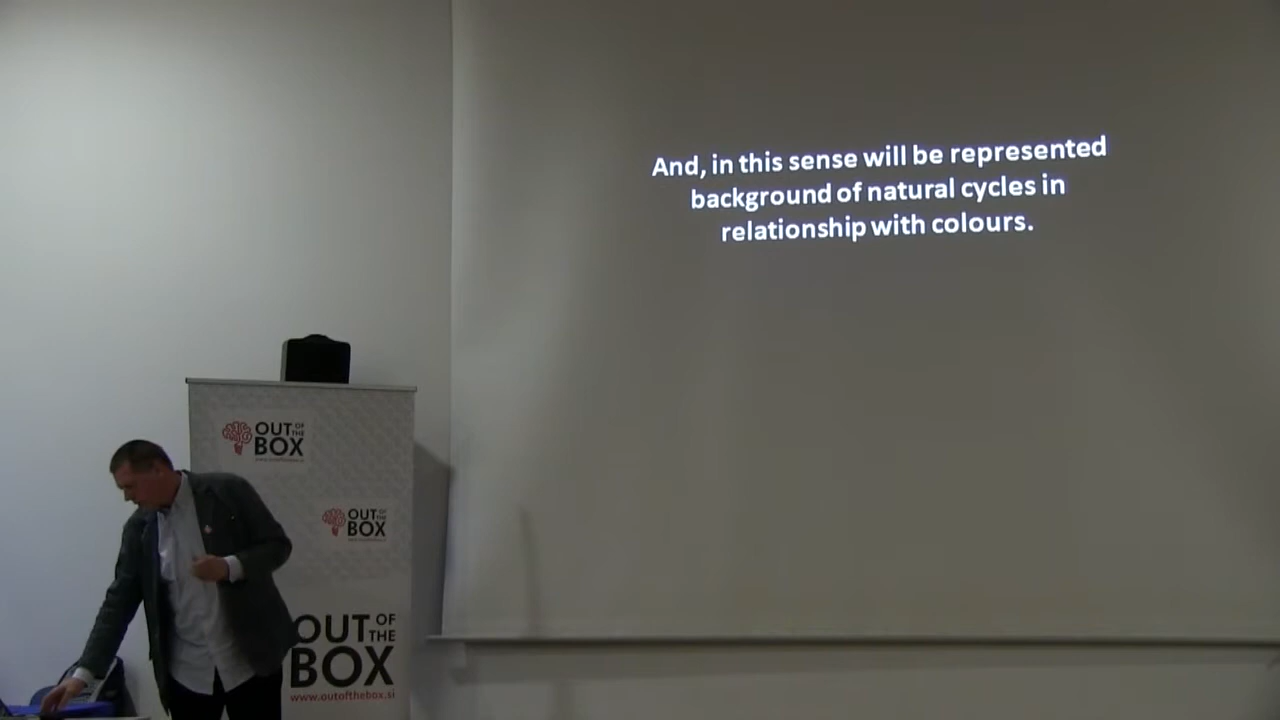 And, in this sense will be represented
background of natural cycles in
relationship with colours.
OUT OF THE
BOX
OUT OF THE
BOX
OUT OF THE
BOX
www.outofthebox.si